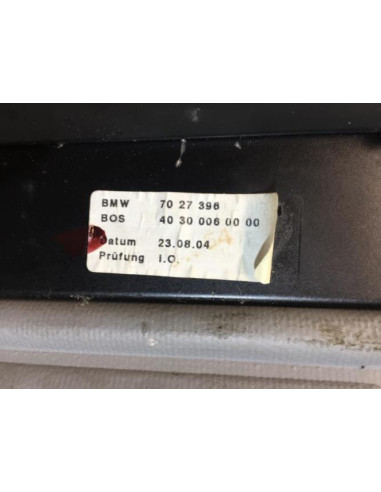 BMW 70 27 396
BOS 40 30 006 00 00
Datum 23.08.04
Prüfung I.O.